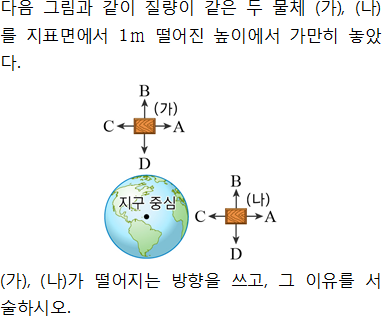 다음 그림과 같이 질량이 같은 두 물체 (가), (나)
를 지표면에서 1m 떨어진 높이에서 가만히 놓았
다.
B
(가)
C A
D
지구 중심
B
(나)
C A
D
(가), (나)가 떨어지는 방향을 쓰고, 그 이유를 서
술하시오.